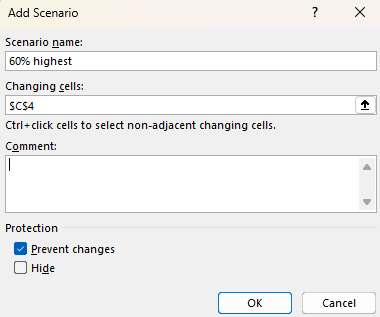 Add Scenario
?
Scenario name:
60% highest
Changing cells:
$C$4
Ctrl+click cells to select non-adjacent changing cells.
Comment:
Protection
Prevent changes
Hide
OK Cancel